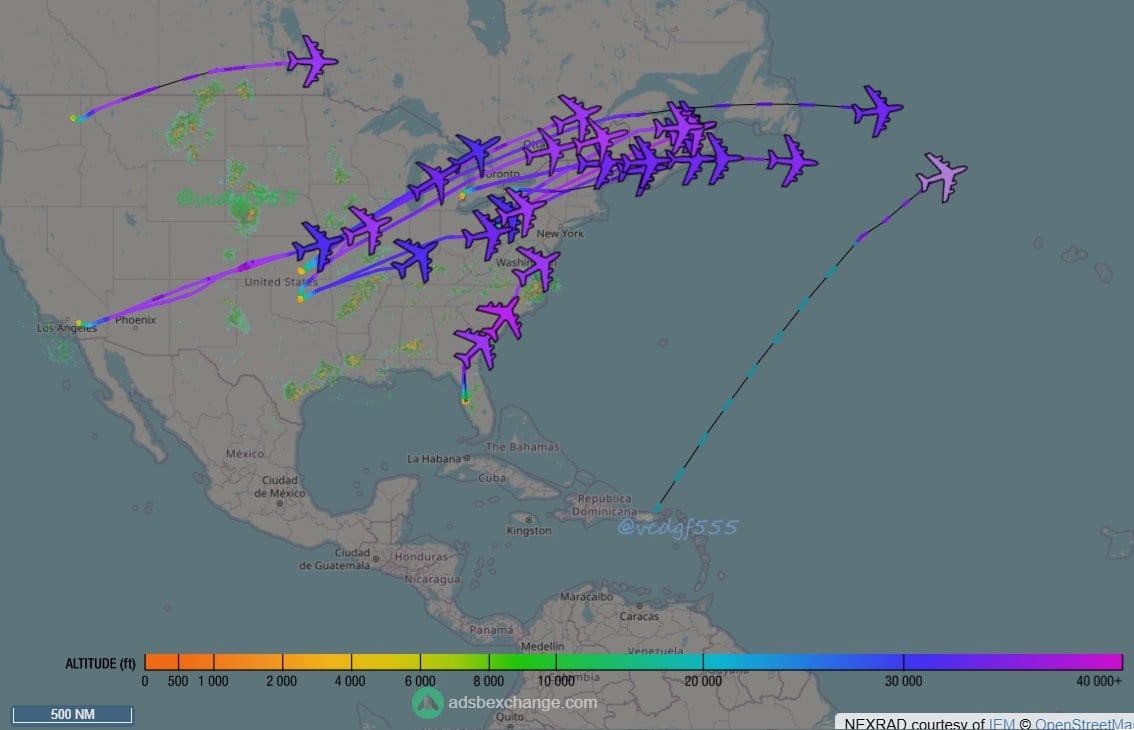 Otta
Toronto
@vcdgf555
New York
Washing
United States
Los Angeles
Phoenix
The Bahamas
México
La Habana
Cuba
Ciudad
de México
República
Dominicana
@vcdgf555
Kingston
Ciudad
de Guatemala
Honduras
Nicaragua
Maracaibo
Caracas
Panamá
Medellín
Venezuela
ALTITUDE (ft)
0 500 1 000 2 000 4 000 6 000 8 000 10 000 20 000 30 000 40 000+
adsbexchange.com
500 NM
Quito
NEXRAD courtesy of IEM © OpenStreetMa